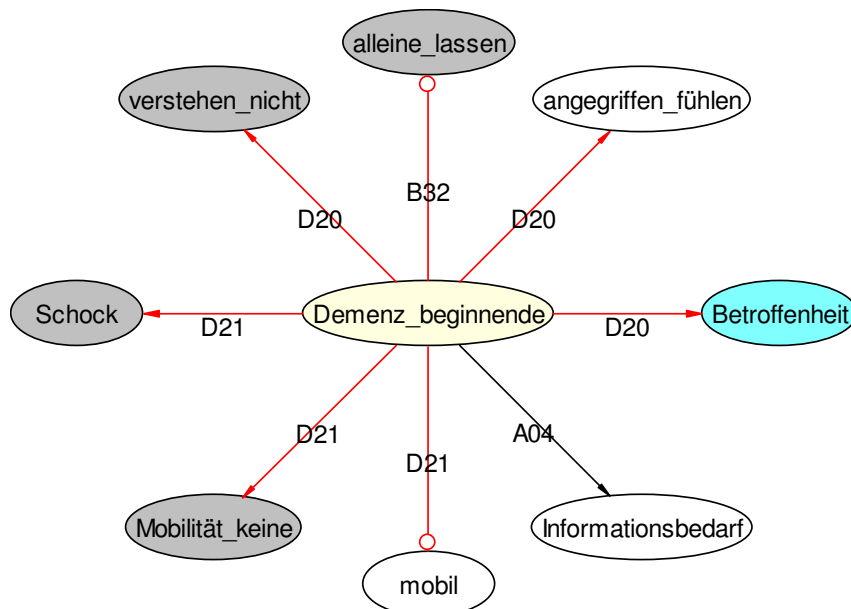 alleine_lassen
verstehen_nicht
angegriffen_fühlen
B32
D20
D20
Schock
D21
Demenz_beginnende
D20
Betroffenheit
D21
A04
D21
Mobilität_keine
Informationsbedarf
mobil